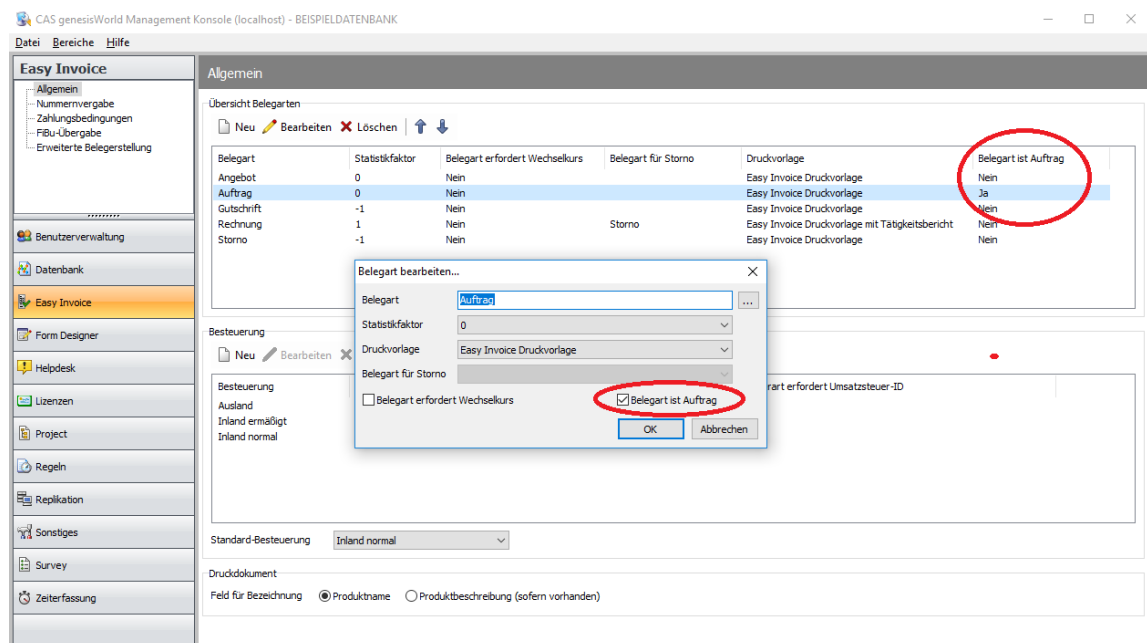 CAS genesisWorld Management Konsole (localhost) - BEISPIELDATENBANK
Datei Bereiche Hilfe
Easy Invoice
Allgemein
Nummernvergabe
Zahlungsbedingungen
FiBu-Übergabe
Erweiterte Belegerstellung
Benutzerverwaltung
Datenbank
Easy Invoice
Form Designer
Helpdesk
Lizenzen
Project
Regeln
Replikation
Sonstiges
Survey
Zeiterfassung
Allgemein
Übersicht Belegarten
Neu Bearbeiten Löschen
Belegart Statistikfaktor Belegart erfordert Wechselkurs Belegart für Storno Druckvorlage Belegart ist Auftrag
Angebot 0 Nein Easy Invoice Druckvorlage Nein
Auftrag 0 Nein Easy Invoice Druckvorlage Ja
Gutschrift -1 Nein Easy Invoice Druckvorlage Nein
Rechnung 1 Nein Storno Easy Invoice Druckvorlage mit Tätigkeitsbericht Nein
Storno -1 Nein Easy Invoice Druckvorlage Nein
Belegart bearbeiten...
Belegart Auftrag ...
Statistikfaktor 0
Druckvorlage Easy Invoice Druckvorlage
Belegart für Storno
Belegart erfordert Wechselkurs Belegart ist Auftrag
OK Abbrechen
Besteuerung
Neu Bearbeiten
Besteuerung erfordert Umsatzsteuer-ID
Ausland
Inland ermäßigt
Inland normal
Standard-Besteuerung Inland normal
Druckdokument
Feld für Bezeichnung Produktname Produktbeschreibung (sofern vorhanden)